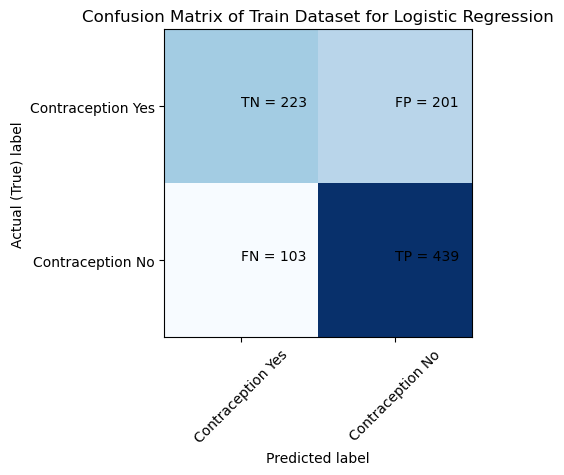 Confusion Matrix of Train Dataset for Logistic Regression
Actual (True) label
Contraception Yes
TN = 223
FP = 201
Contraception No
FN = 103
TP = 439
Contraception Yes
Contraception No
Predicted label